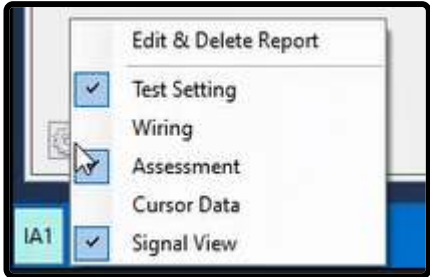 Edit & Delete Report
Test Setting
Wiring
Assessment
Cursor Data
IA1
Signal View